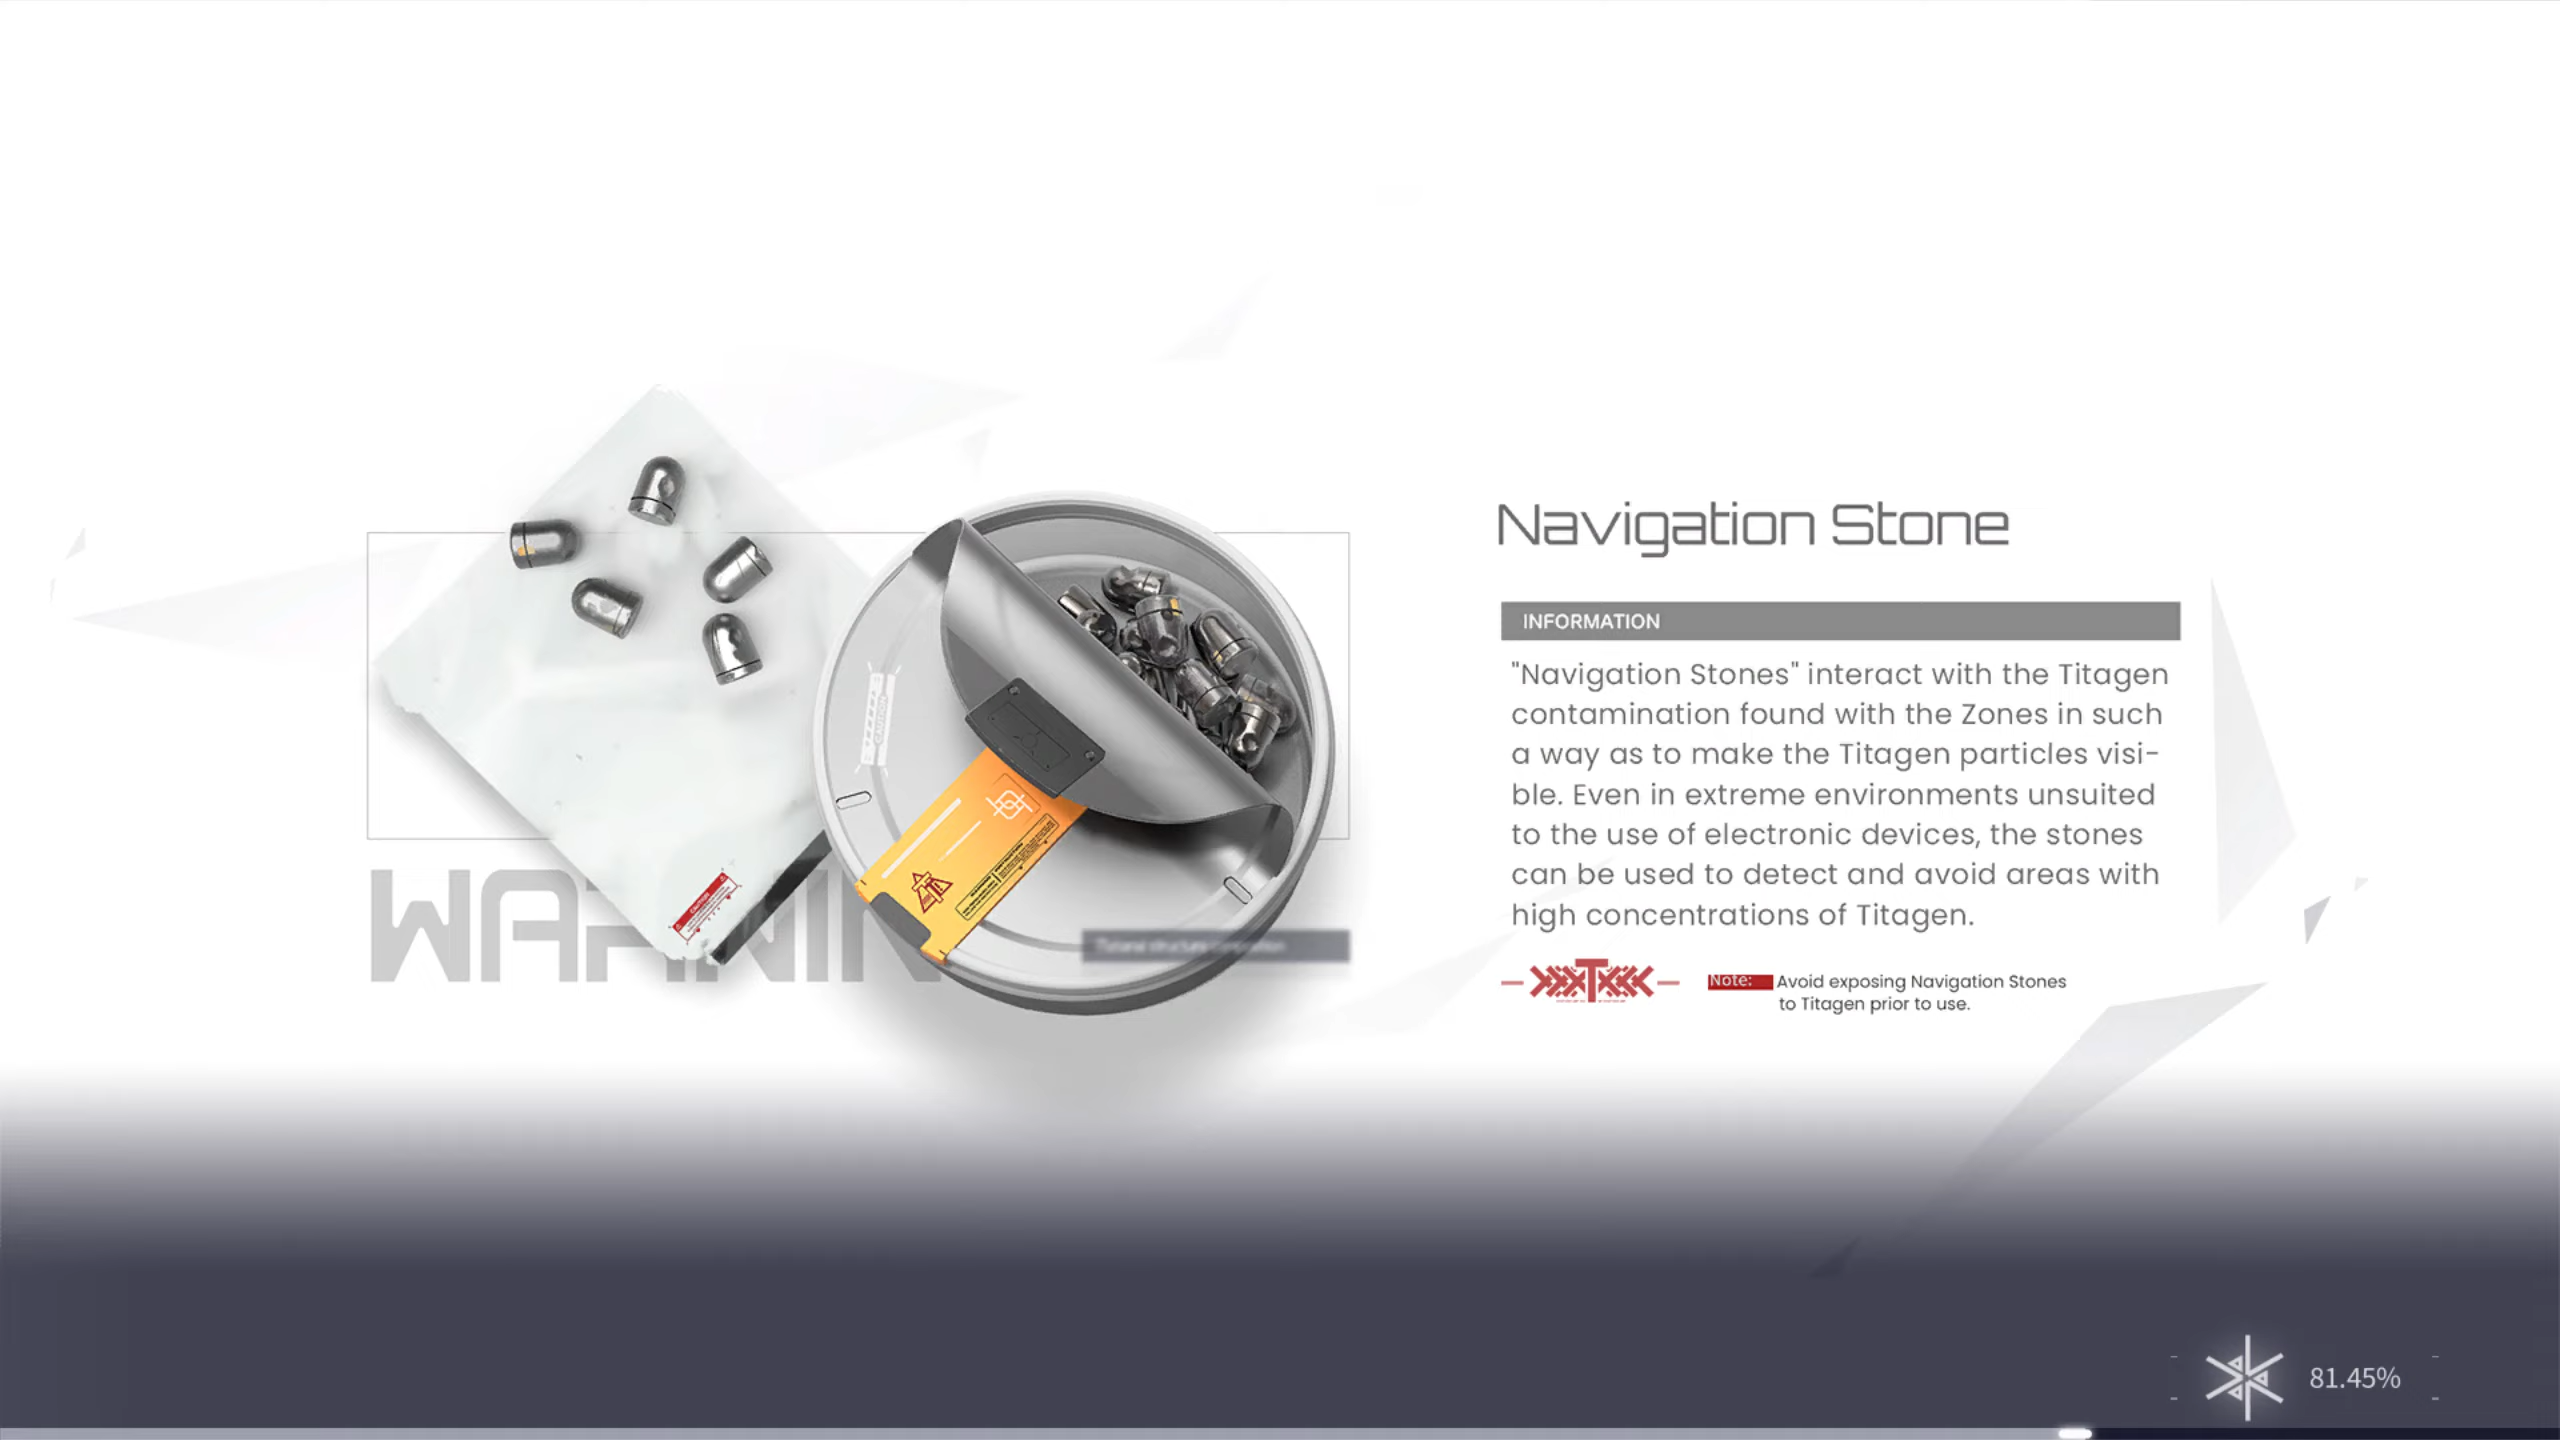 Navigation Stone
INFORMATION
"Navigation Stones" interact with the Titagen
contamination found with the Zones in such
a way as to make the Titagen particles visi-
ble. Even in extreme environments unsuited
to the use of electronic devices, the stones
can be used to detect and avoid areas with
high concentrations of Titagen.
Note: Avoid exposing Navigation Stones
to Titagen prior to use.
CAUTION
CAUTION
81.45%